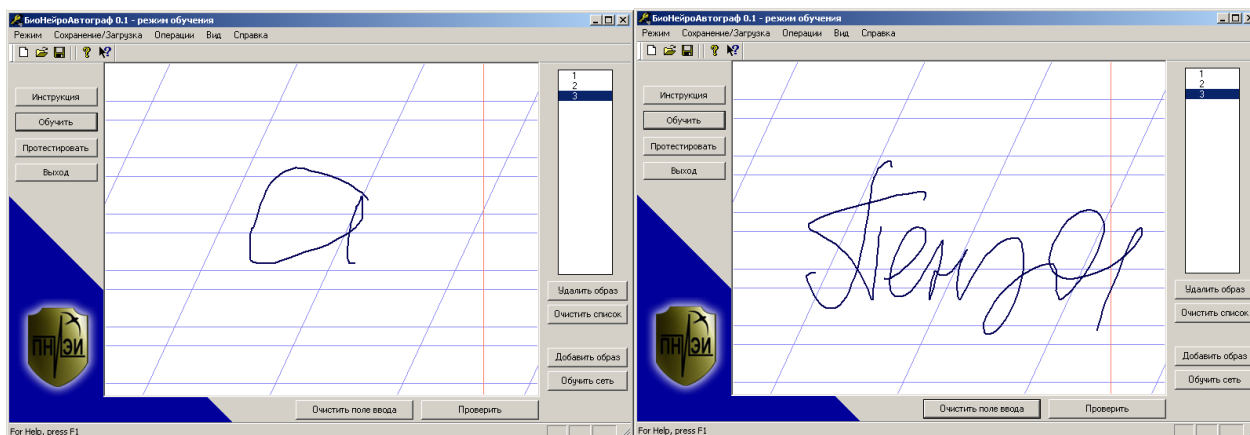 БиоНейроАвтограф 0.1 - режим обучения
Режим Сохранение/Загрузка Операции Вид Справка
Инструкция
Обучить
Протестировать
Выход
1
2
3
а
Удалить образ
Очистить список
Добавить образ
Обучить сеть
Очистить поле ввода
Проверить
ПНИЭИ
For Help, press F1
БиоНейроАвтограф 0.1 - режим обучения
Режим Сохранение/Загрузка Операции Вид Справка
Инструкция
Обучить
Протестировать
Выход
1
2
3
Пенза
Удалить образ
Очистить список
Добавить образ
Обучить сеть
Очистить поле ввода
Проверить
ПНИЭИ
For Help, press F1